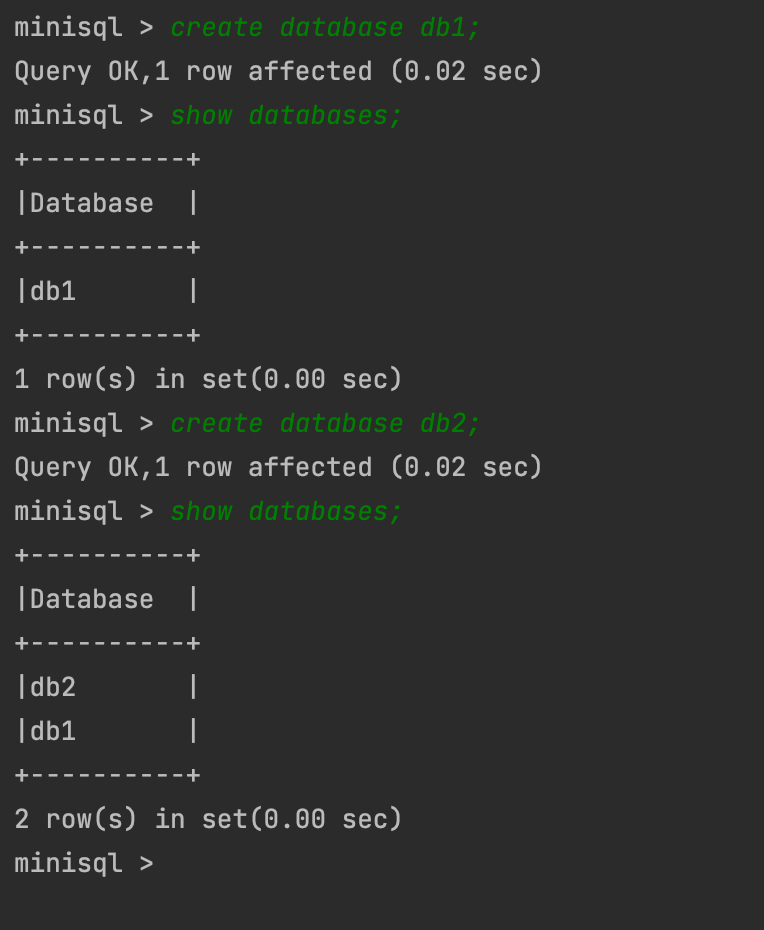 minisql > create database db1;
Query OK,1 row affected (0.02 sec)
minisql > show databases;
+----------+
|Database  |
+----------+
|db1       |
+----------+
1 row(s) in set(0.00 sec)
minisql > create database db2;
Query OK,1 row affected (0.02 sec)
minisql > show databases;
+----------+
|Database  |
+----------+
|db2       |
|db1       |
+----------+
2 row(s) in set(0.00 sec)
minisql >